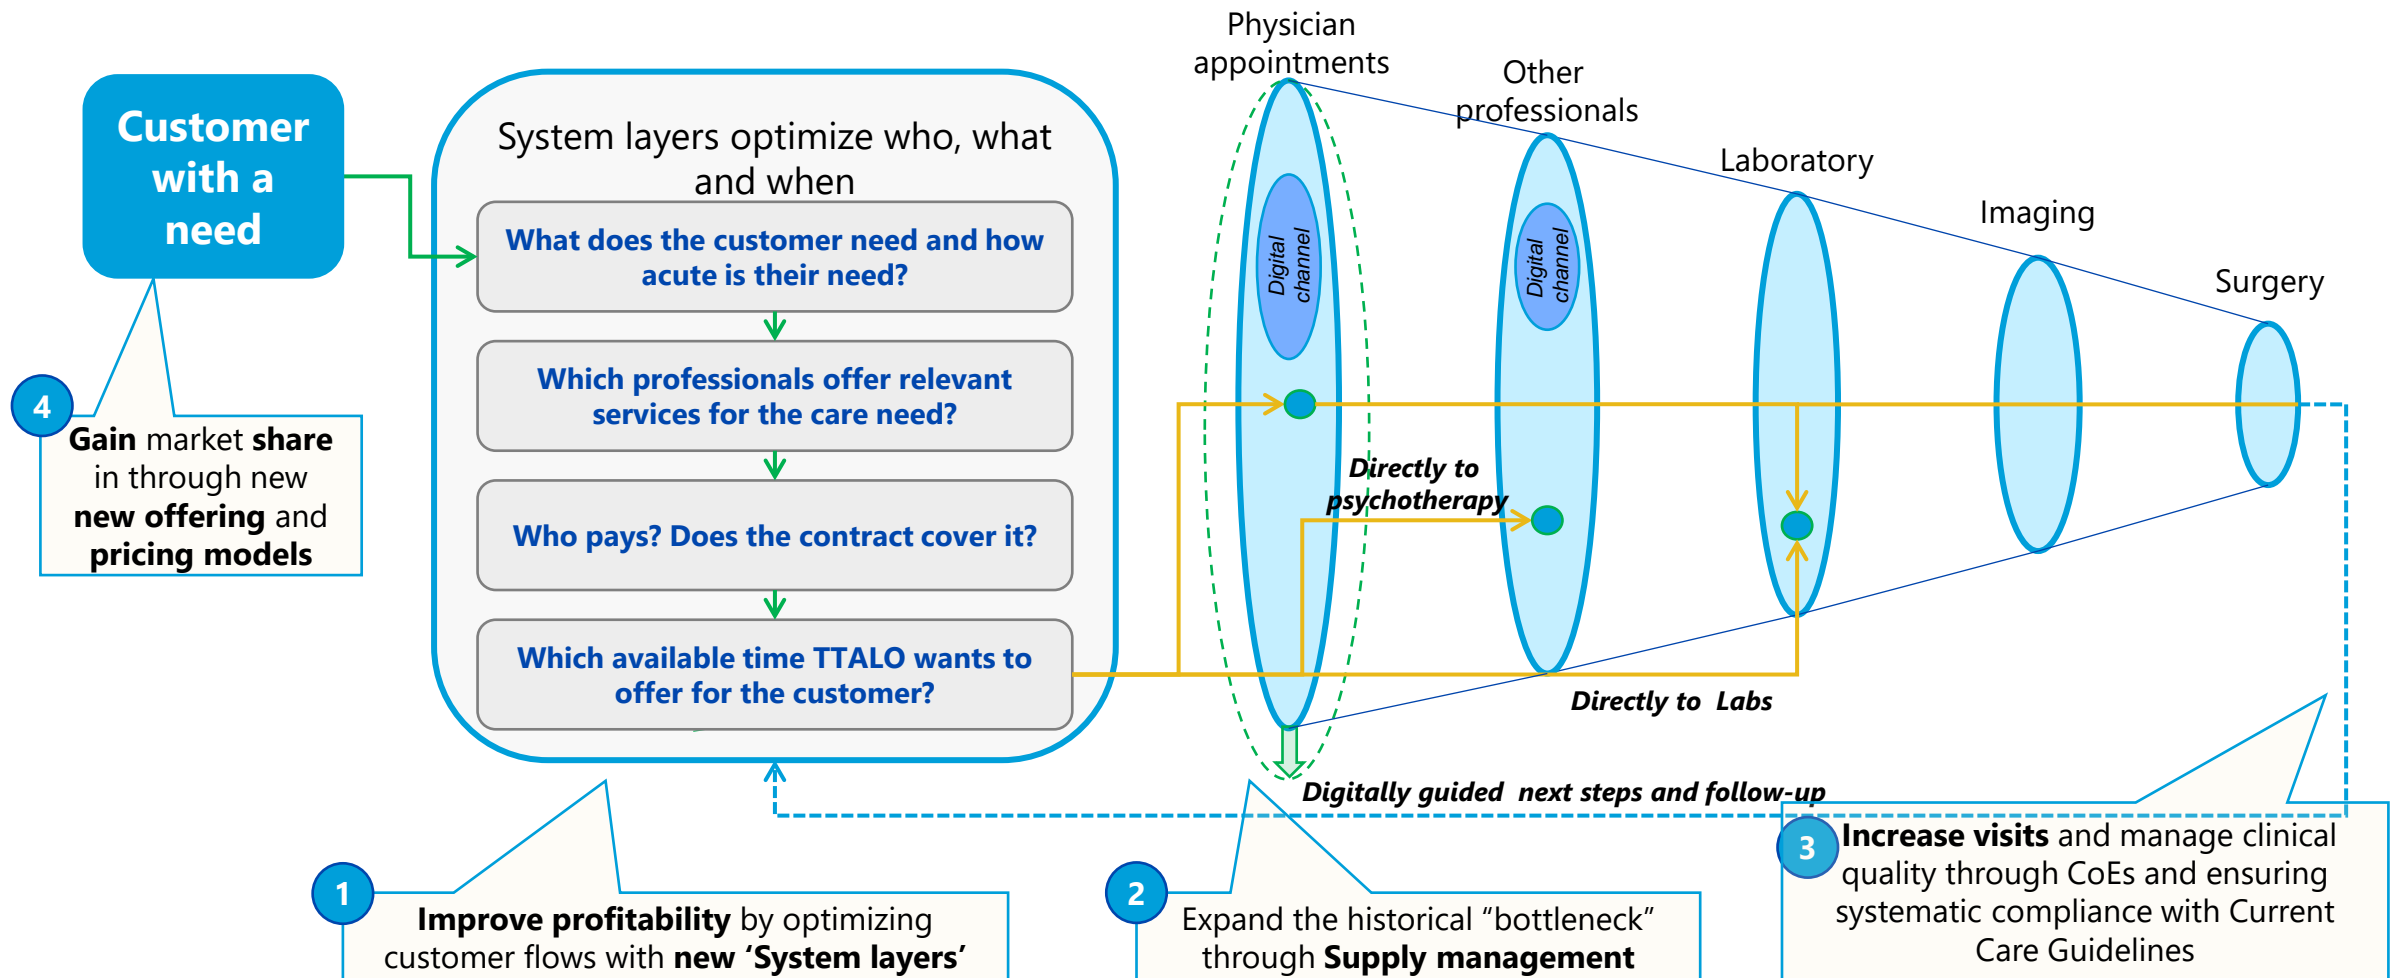 Physician
appointments
Other
professionals
Laboratory
Imaging
Surgery
Customer
with a
need
System layers optimize who, what
and when
What does the customer need and how
acute is their need?
Which professionals offer relevant
services for the care need?
Who pays? Does the contract cover it?
Which available time TTALO wants to
offer for the customer?
Digital
channel
Digital
channel
Directly to
psychotherapy
Directly to  Labs
Digitally guided  next steps and follow-up
4
Gain market share
in through new
new offering and
pricing models
1
Improve profitability by optimizing
customer flows with new ‘System layers’
2
Expand the historical “bottleneck”
through Supply management
3
Increase visits and manage clinical
quality through CoEs and ensuring
systematic compliance with Current
Care Guidelines